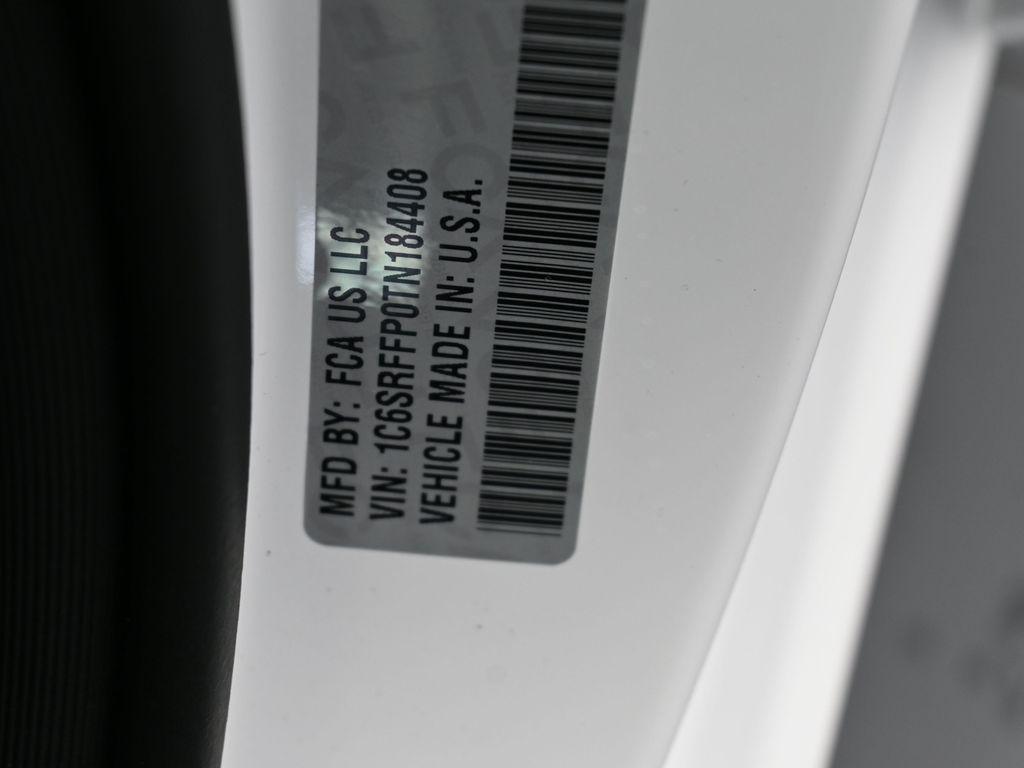 MFD BY: FCA US LLC
VIN: 1C6SRFFP0TN184408
VEHICLE MADE IN: U.S.A.